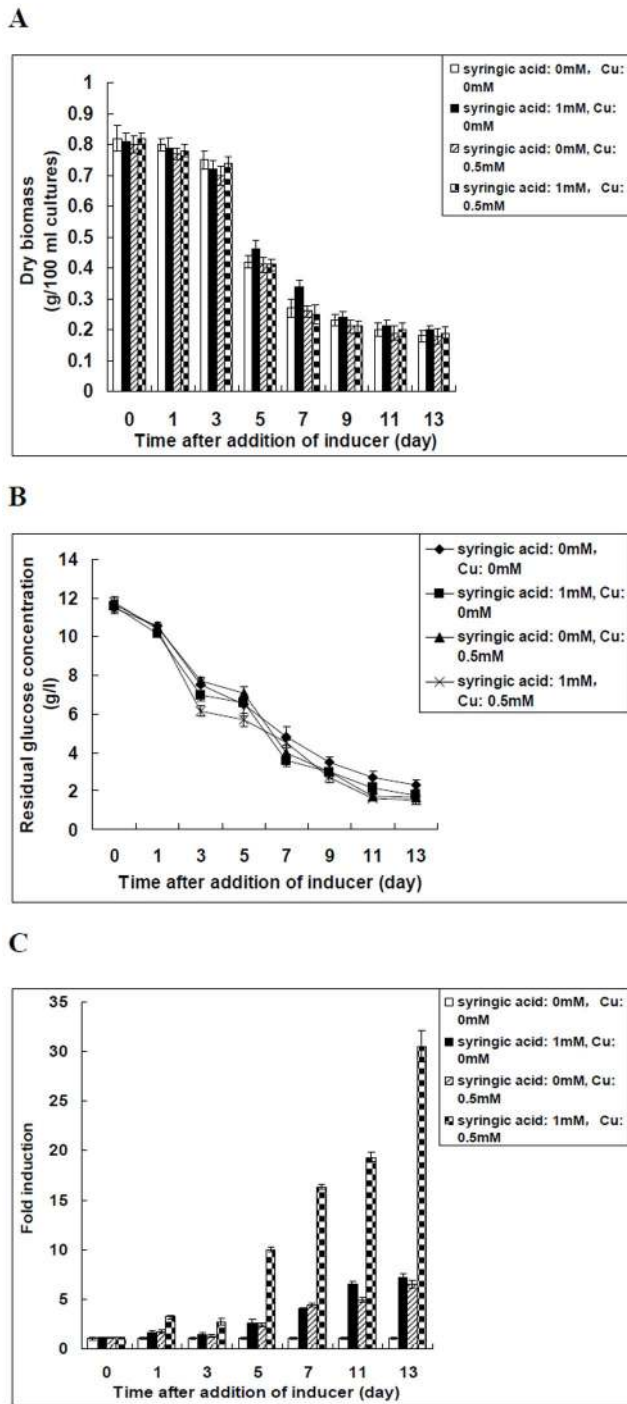 A
1
0.9
0.8
0.7
0.6
0.5
0.4
0.3
0.2
0.1
0
Dry biomass
(g/100 ml cultures)
0 1 3 5 7 9 11 13
Time after addition of inducer (day)
syringic acid: 0mM, Cu:
0mM
syringic acid: 1mM, Cu:
0mM
syringic acid: 0mM, Cu:
0.5mM
syringic acid: 1mM, Cu:
0.5mM
B
14
12
10
8
6
4
2
0
Residual glucose concentration
(g/l)
0 1 3 5 7 9 11 13
Time after addition of inducer (day)
syringic acid: 0mM,
Cu: 0mM
syringic acid: 1mM, Cu:
0mM
syringic acid: 0mM, Cu:
0.5mM
syringic acid: 1mM,
Cu: 0.5mM
C
35
30
25
20
15
10
5
0
Fold induction
0 1 3 5 7 11 13
Time after addition of inducer (day)
syringic acid: 0mM, Cu:
0mM
syringic acid: 1mM, Cu:
0mM
syringic acid: 0mM, Cu:
0.5mM
syringic acid: 1mM, Cu:
0.5mM